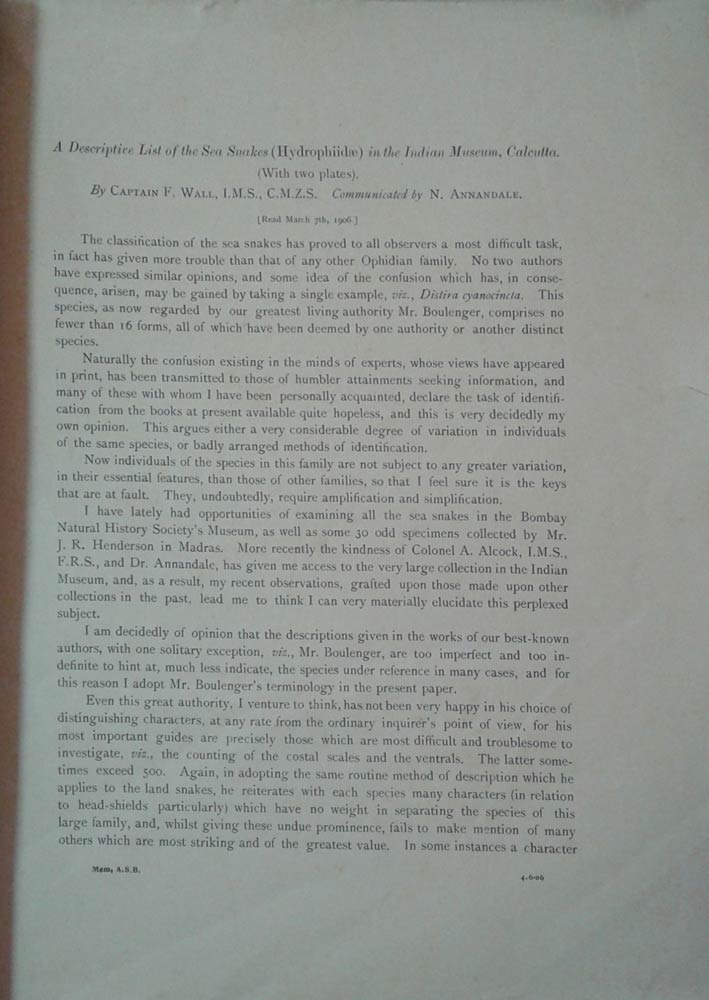 A Descriptive List of the Sea Snakes (Hydrophiidæ) in the Indian Museum, Calcutta.
(With two plates).
By CAPTAIN F. WALL, I.M.S., C.M.Z.S. Communicated by N. ANNANDALE.
[Read March 7th, 1906.]
The classification of the sea snakes has proved to all observers a most difficult task,
in fact has given more trouble than that of any other Ophidian family. No two authors
have expressed similar opinions, and some idea of the confusion which has, in conse-
quence, arisen, may be gained by taking a single example, viz., Distira cyanocincta. This
species, as now regarded by our greatest living authority Mr. Boulenger, comprises no
fewer than 16 forms, all of which have been deemed by one authority or another distinct
species.
Naturally the confusion existing in the minds of experts, whose views have appeared
in print, has been transmitted to those of humbler attainments seeking information, and
many of these with whom I have been personally acquainted, declare the task of identifi-
cation from the books at present available quite hopeless, and this is very decidedly my
own opinion. This argues either a very considerable degree of variation in individuals
of the same species, or badly arranged methods of identification.
Now individuals of the species in this family are not subject to any greater variation,
in their essential features, than those of other families, so that I feel sure it is the keys
that are at fault. They, undoubtedly, require amplification and simplification.
I have lately had opportunities of examining all the sea snakes in the Bombay
Natural History Society's Museum, as well as some 30 odd specimens collected by Mr.
J. R. Henderson in Madras. More recently the kindness of Colonel A. Alcock, I.M.S.,
F.R.S., and Dr. Annandale, has given me access to the very large collection in the Indian
Museum, and, as a result, my recent observations, grafted upon those made upon other
collections in the past, lead me to think I can very materially elucidate this perplexed
subject.
I am decidedly of opinion that the descriptions given in the works of our best-known
authors, with one solitary exception, viz., Mr. Boulenger, are too imperfect and too in-
definite to hint at, much less indicate, the species under reference in many cases, and for
this reason I adopt Mr. Boulenger's terminology in the present paper.
Even this great authority, I venture to think, has not been very happy in his choice of
distinguishing characters, at any rate from the ordinary inquirer's point of view, for his
most important guides are precisely those which are most difficult and troublesome to
investigate, viz., the counting of the costal scales and the ventrals. The latter some-
times exceed 500. Again, in adopting the same routine method of description which he
applies to the land snakes, he reiterates with each species many characters (in relation
to head-shields particularly) which have no weight in separating the species of this
large family, and, whilst giving these undue prominence, fails to make mention of many
others which are most striking and of the greatest value. In some instances a character
Mem, A.S.B.
4-6-06